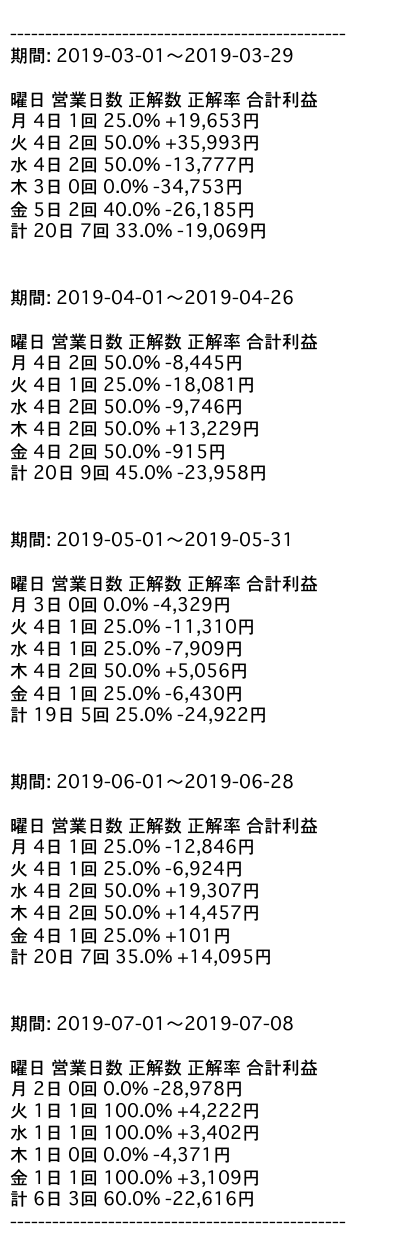 ------------------------------------------------
期間: 2019-03-01〜2019-03-29
曜日 営業日数 正解数 正解率 合計利益
月 4日 1回 25.0% +19,653円
火 4日 2回 50.0% +35,993円
水 4日 2回 50.0% -13,777円
木 3日 0回 0.0% -34,753円
金 5日 2回 40.0% -26,185円
計 20日 7回 33.0% -19,069円
期間: 2019-04-01〜2019-04-26
曜日 営業日数 正解数 正解率 合計利益
月 4日 2回 50.0% -8,445円
火 4日 1回 25.0% -18,081円
水 4日 2回 50.0% -9,746円
木 4日 2回 50.0% +13,229円
金 4日 2回 50.0% -915円
計 20日 9回 45.0% -23,958円
期間: 2019-05-01〜2019-05-31
曜日 営業日数 正解数 正解率 合計利益
月 3日 0回 0.0% -4,329円
火 4日 1回 25.0% -11,310円
水 4日 1回 25.0% -7,909円
木 4日 2回 50.0% +5,056円
金 4日 1回 25.0% -6,430円
計 19日 5回 25.0% -24,922円
期間: 2019-06-01〜2019-06-28
曜日 営業日数 正解数 正解率 合計利益
月 4日 1回 25.0% -12,846円
火 4日 1回 25.0% -6,924円
水 4日 2回 50.0% +19,307円
木 4日 2回 50.0% +14,457円
金 4日 1回 25.0% +101円
計 20日 7回 35.0% +14,095円
期間: 2019-07-01〜2019-07-08
曜日 営業日数 正解数 正解率 合計利益
月 2日 0回 0.0% -28,978円
火 1日 1回 100.0% +4,222円
水 1日 1回 100.0% +3,402円
木 1日 0回 0.0% -4,371円
金 1日 1回 100.0% +3,109円
計 6日 3回 60.0% -22,616円
------------------------------------------------